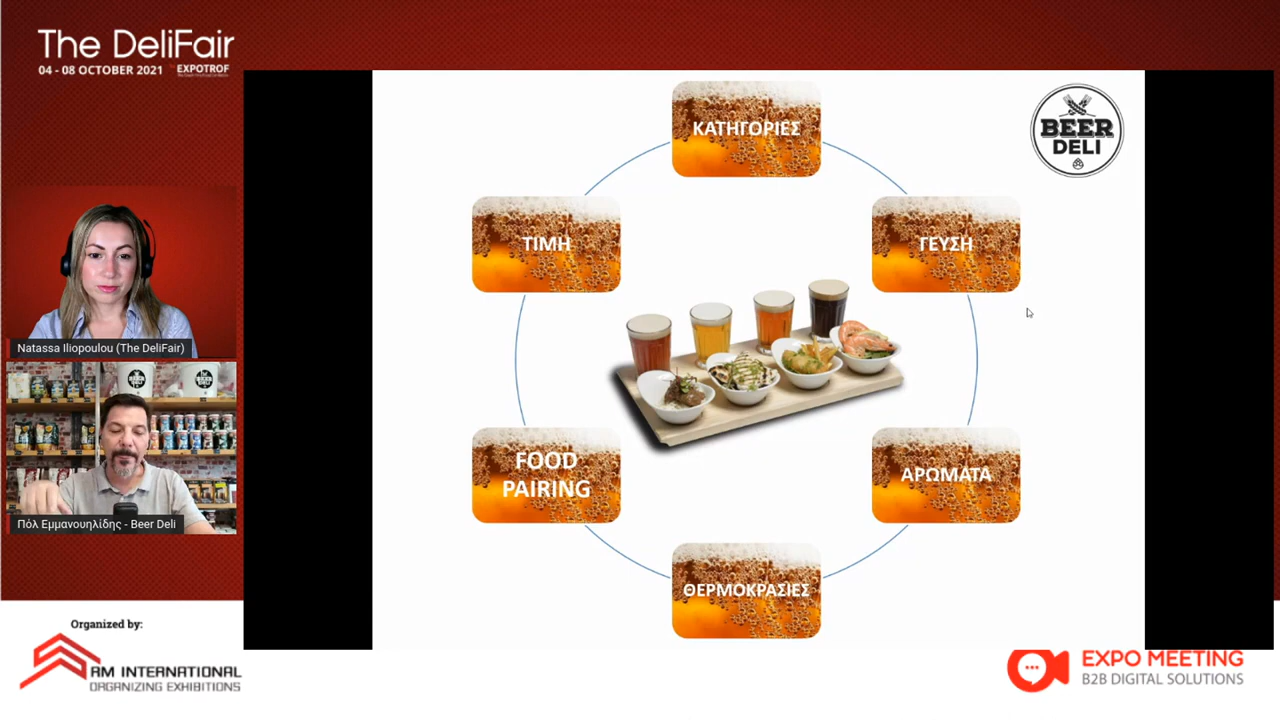 The DeliFair
04 - 08 OCTOBER 2021
EXPOTROF
Natassa Iliopoulou (The DeliFair)
Πόλ Εμμανουηλίδης - Beer Deli
Organized by:
AM INTERNATIONAL
ORGANIZING EXHIBITIONS
ΚΑΤΗΓΟΡΙΕΣ
ΓΕΥΣΗ
ΑΡΩΜΑΤΑ
ΘΕΡΜΟΚΡΑΣΙΕΣ
FOOD
PAIRING
ΤΙΜΗ
BEER
DELI
EXPO MEETING
B2B DIGITAL SOLUTIONS